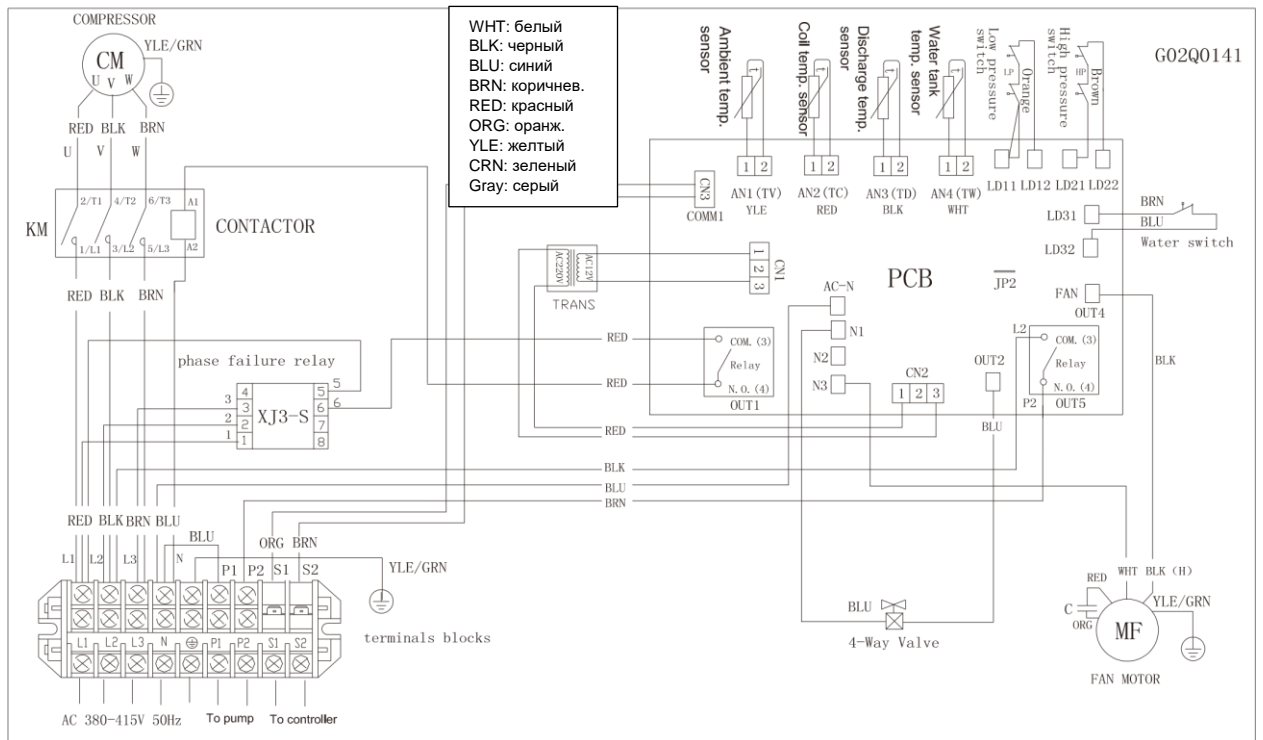 COMPRESSOR
CM
U V W
YLE/GRN
RED BLK BRN
U V W
KM
2/T1 4/T2 6/T3 A1
1/L1 3/L2 5/L3 A2
CONTACTOR
RED BLK BRN
WHT: белый
BLK: черный
BLU: синий
BRN: коричнев.
RED: красный
ORG: оранж.
YLE: желтый
CRN: зеленый
Gray: серый
G02Q0141
Ambient temp.
sensor
Coil temp. sensor
Discharge temp.
sensor
Water tank
temp. sensor
Low pressure
switch
LP
Orange
High pressure
switch
HP
Brown
t t t t
1 2 1 2 1 2 1 2
AN1(TV) AN2(TC) AN3(TD) AN4(TW)
YLE RED BLK WHT
LD11 LD12 LD21 LD22
CN3
COMM1
LD31
LD32
BRN
BLU
Water switch
AC220V
AC12V
TRANS
1
2
3
CN1
PCB
JP2
AC-N
N1
N2
N3
FAN
OUT4
OUT2
RED
COM. (3)
Relay
N.O. (4)
OUT1
RED
L2
COM. (3)
Relay
N.O. (4)
P2 OUT5
BLK
CN2
1 2 3
BLU
phase failure relay
XJ3-S
4 5
3 6
2 7
1 8
3
2
1
5
6
RED
BLK
BLU
BRN
RED BLK BRN BLU
BLU
ORG BRN
L1 L2 L3 N P1 P2 S1 S2
YLE/GRN
L1 L2 L3 N P1 P2 S1 S2
terminals blocks
AC 380-415V 50Hz
To pump
To controller
BLU
4-Way Valve
RED
WHT BLK (H)
YLE/GRN
C
ORG
MF
FAN MOTOR